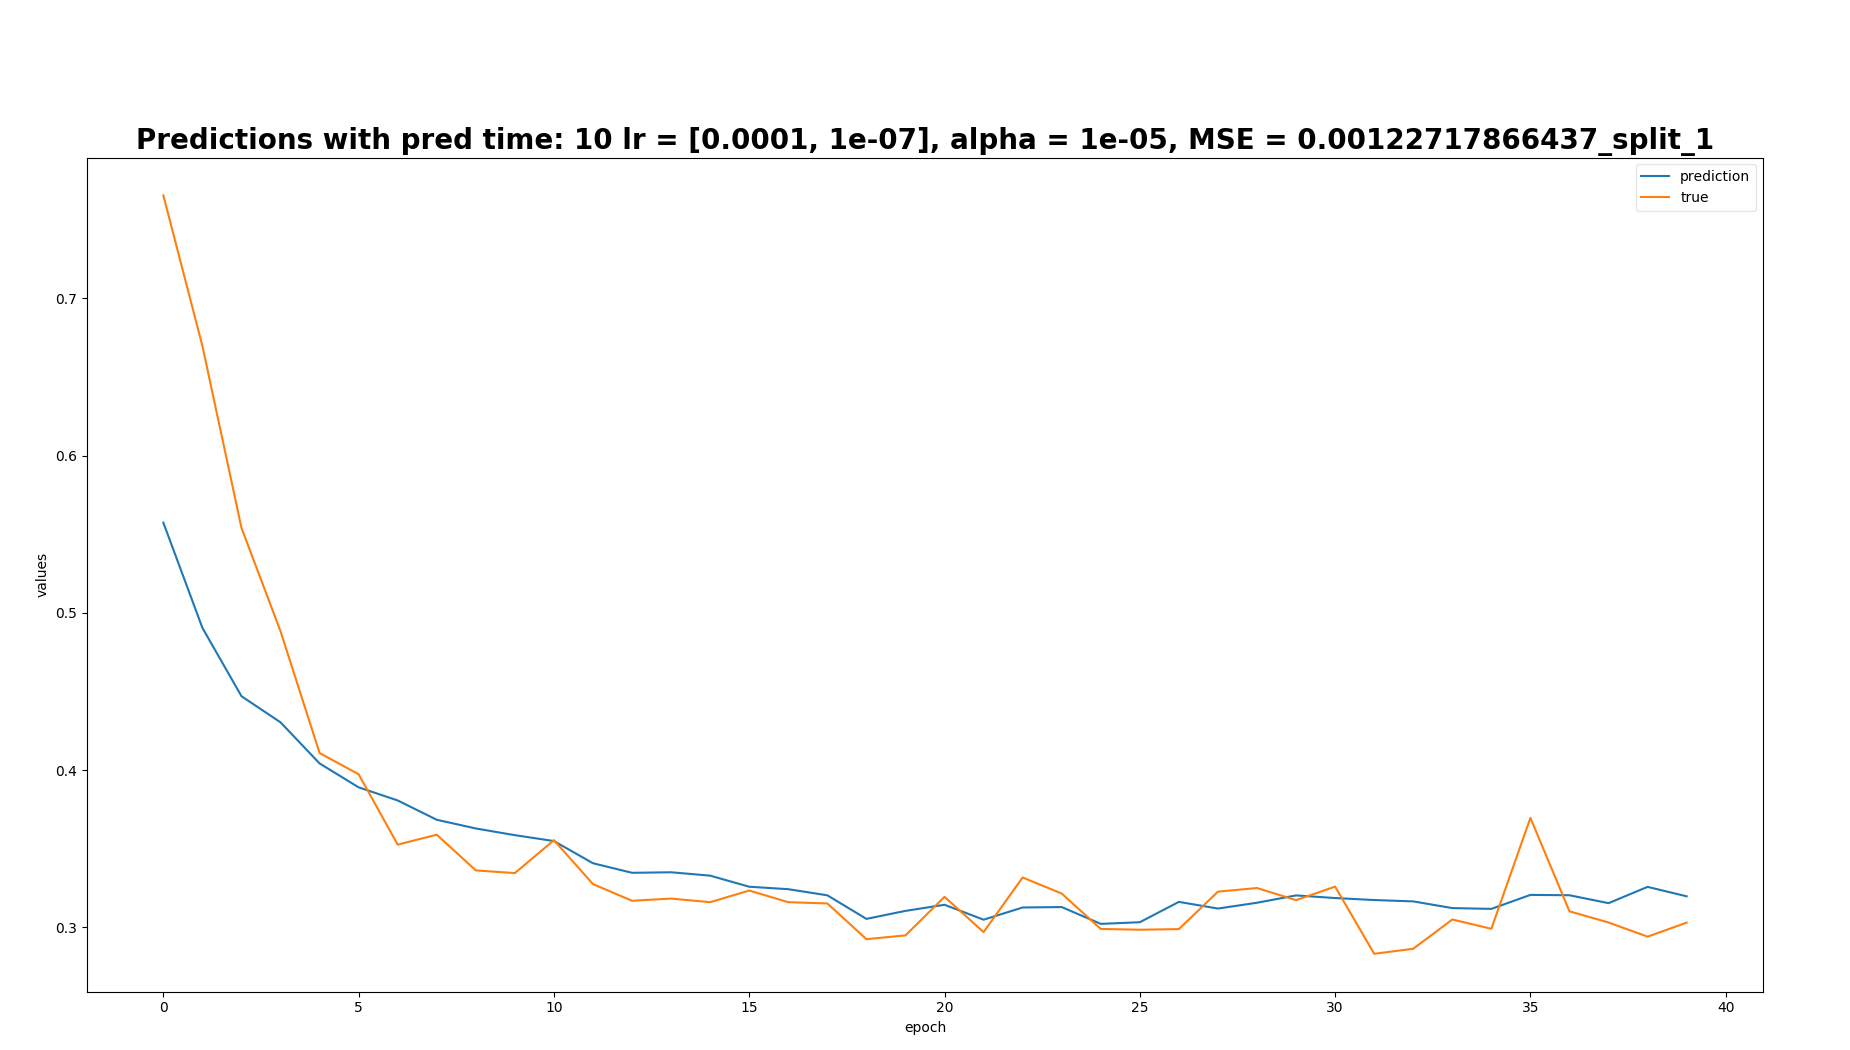 Predictions with pred time: 10 lr = [0.0001, 1e-07], alpha = 1e-05, MSE = 0.00122717866437_split_1
prediction
true
0.7
0.6
0.5
0.4
0.3
values
0 5 10 15 20 25 30 35 40
epoch